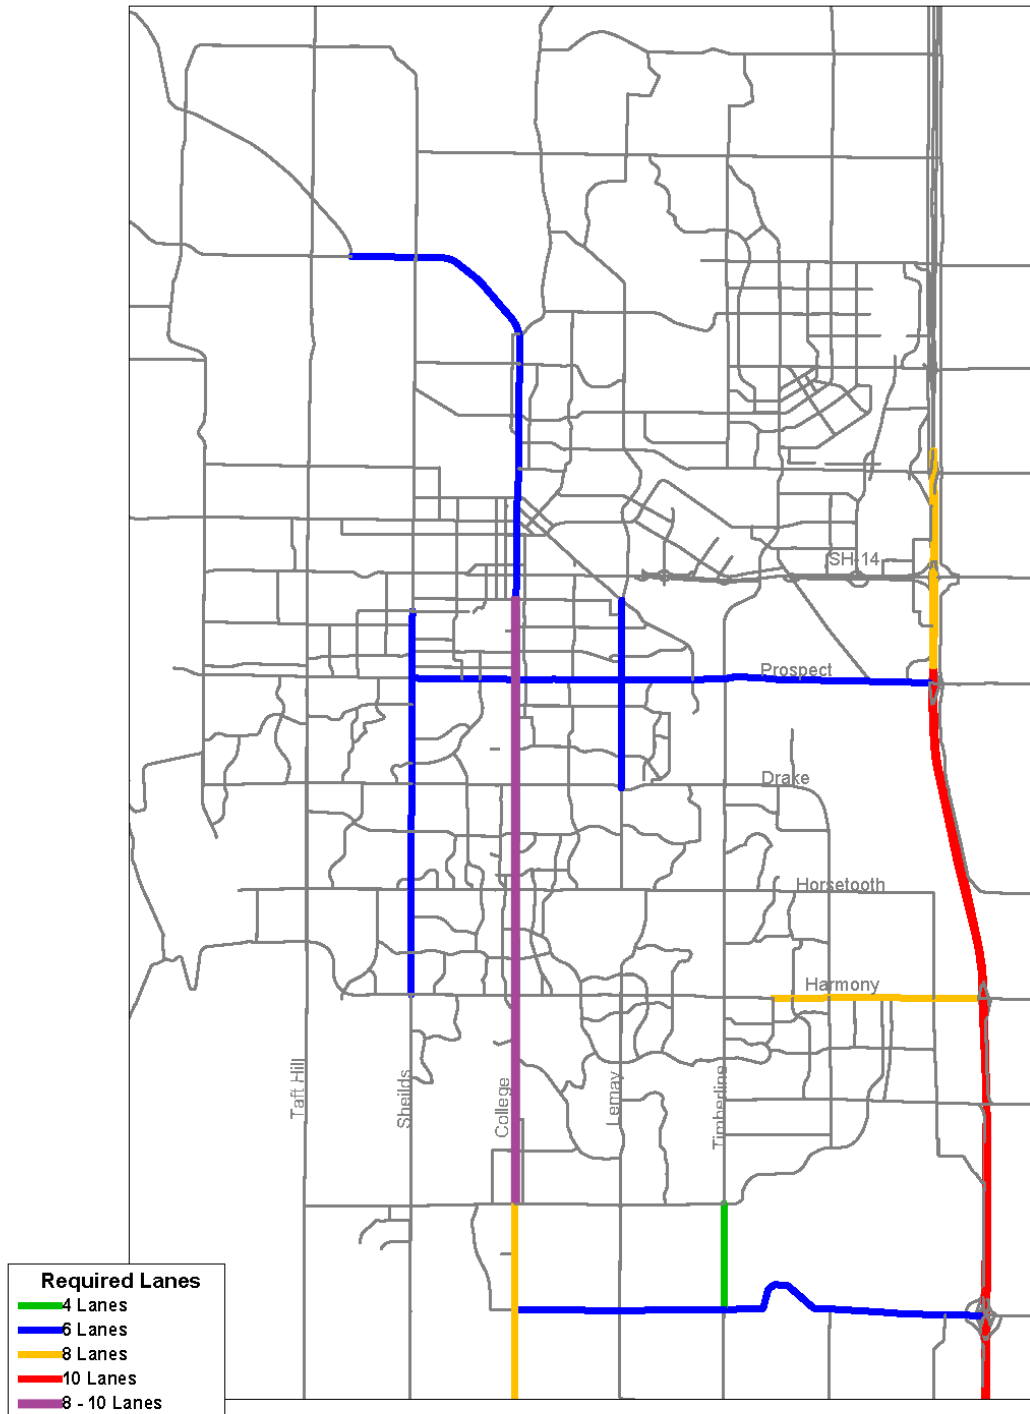 SH-14
Prospect
Drake
Horsetooth
Harmony
Taft Hill
Sheilds
College
Lemay
Timberline
Required Lanes
4 Lanes
6 Lanes
8 Lanes
10 Lanes
8 - 10 Lanes